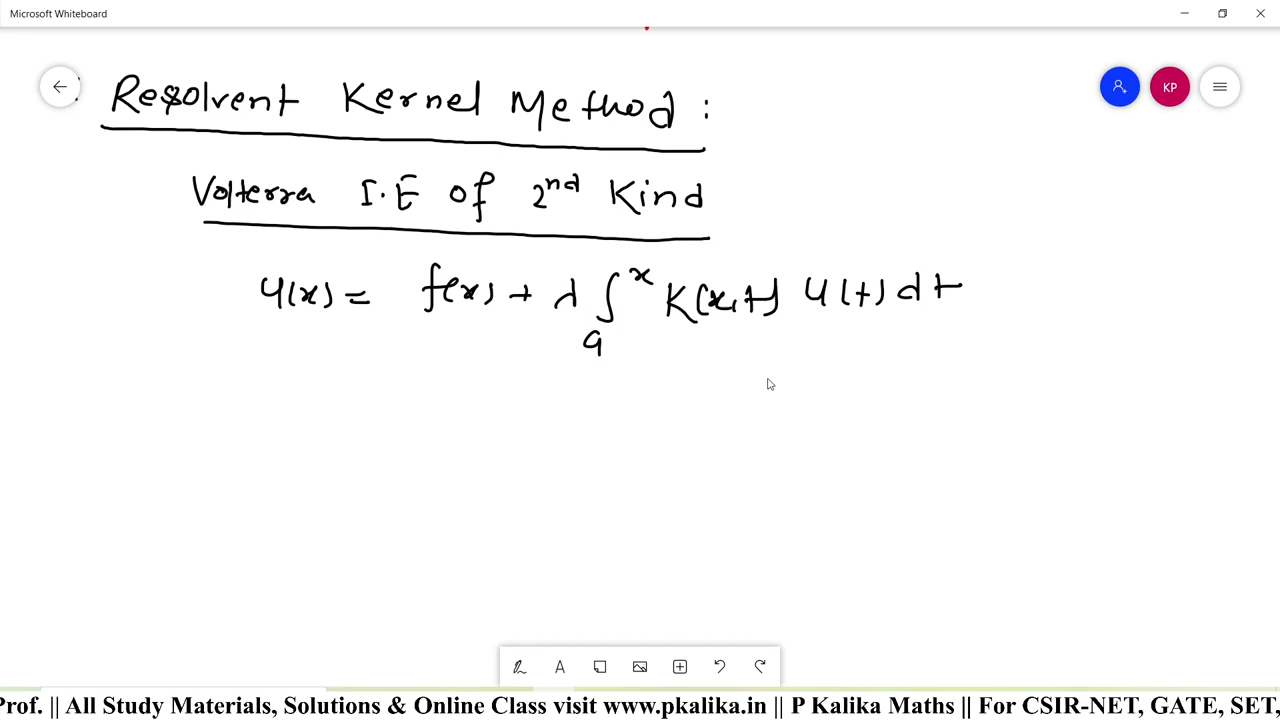 Microsoft Whiteboard
Resolvent Kernel Method :
KP
Volterra I.E of 2nd Kind
u(x) = f(x) + λ ∫ₐˣ K(x,t) u(t) dt
A
Prof. || All Study Materials, Solutions & Online Class visit www.pkalika.in || P Kalika Maths || For CSIR-NET, GATE, SET,